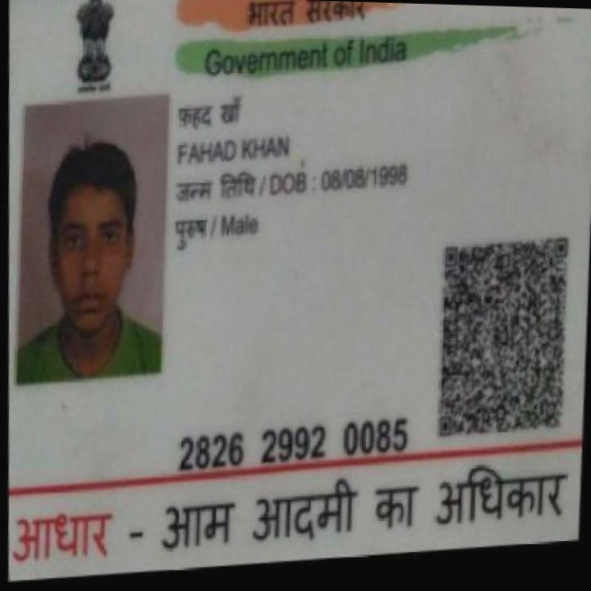 भारत सरकार
Government of India
फ़हद खाँ
FAHAD KHAN
जन्म तिथि / DOB : 08/08/1998
पुरुष / Male
2826 2992 0085
आधार - आम आदमी का अधिकार